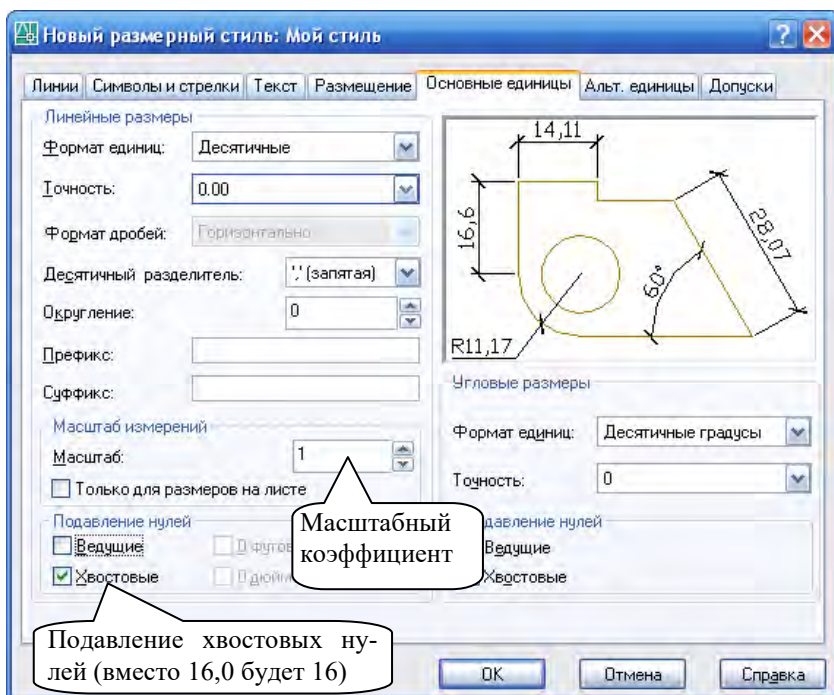 Новый размерный стиль: Мой стиль
Линии Символы и стрелки Текст Размещение Основные единицы Альт. единицы Допуски
Линейные размеры
Формат единиц: Десятичные
Точность: 0.00
Формат дробей: Горизонтально
Десятичный разделитель: ',' (запятая)
Округление: 0
Префикс:
Суффикс:
Масштаб измерений
Масштаб: 1
Только для размеров на листе
Подавление нулей
Ведущие
Хвостовые
14,11
16,6
28,07
60°
R11,17
Угловые размеры
Формат единиц: Десятичные градусы
Точность: 0
нулей
Ведущие
Хвостовые
Масштабный
коэффициент
Подавление хвостовых ну-
лей (вместо 16,0 будет 16)
OK Отмена Справка